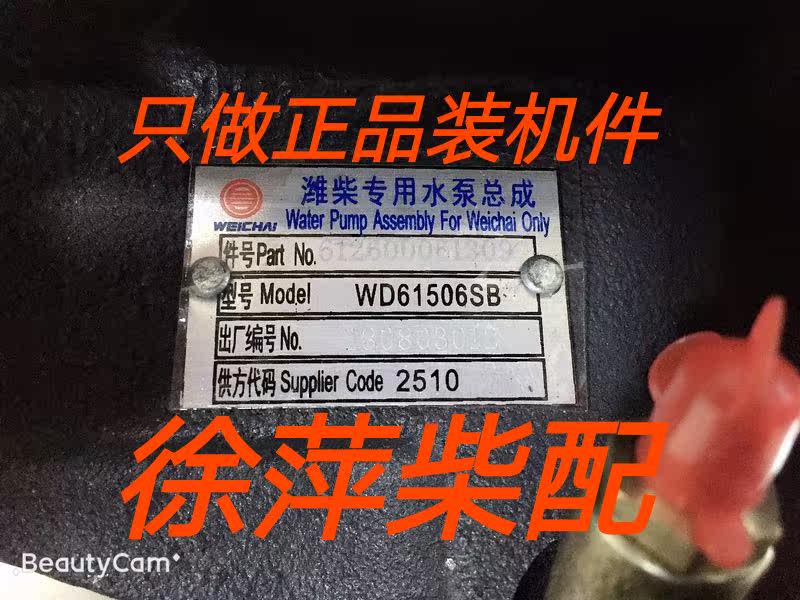 只做正品装机件
潍柴专用水泵总成
WEICHAI Water Pump Assembly For Weichai Only
件号Part No. 612600061309
型号 Model WD61506SB
出厂编号No.
供方代码 Supplier Code 2510
徐萍柴配
BeautyCam